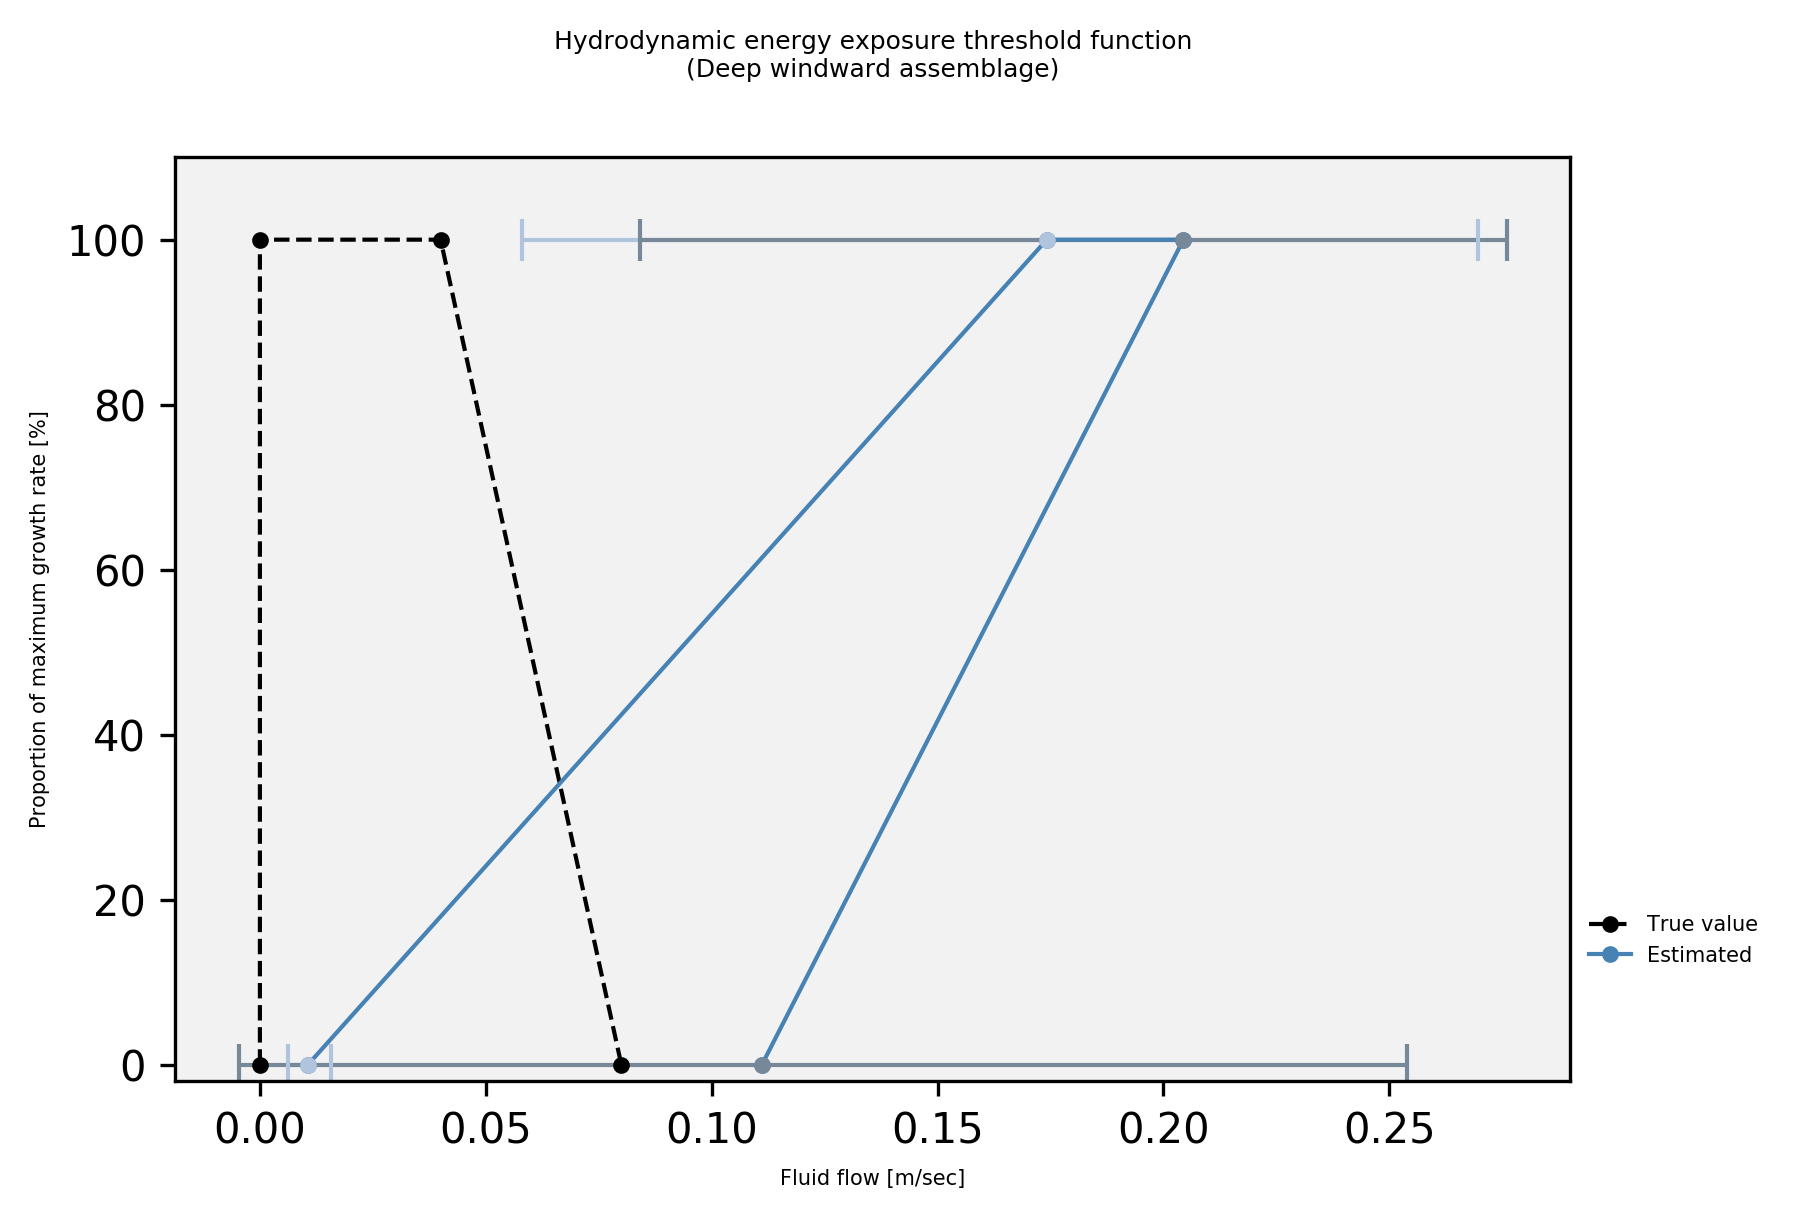 Hydrodynamic energy exposure threshold function
(Deep windward assemblage)
100
80
60
40
20
0
Proportion of maximum growth rate [%]
0.00 0.05 0.10 0.15 0.20 0.25
Fluid flow [m/sec]
True value
Estimated